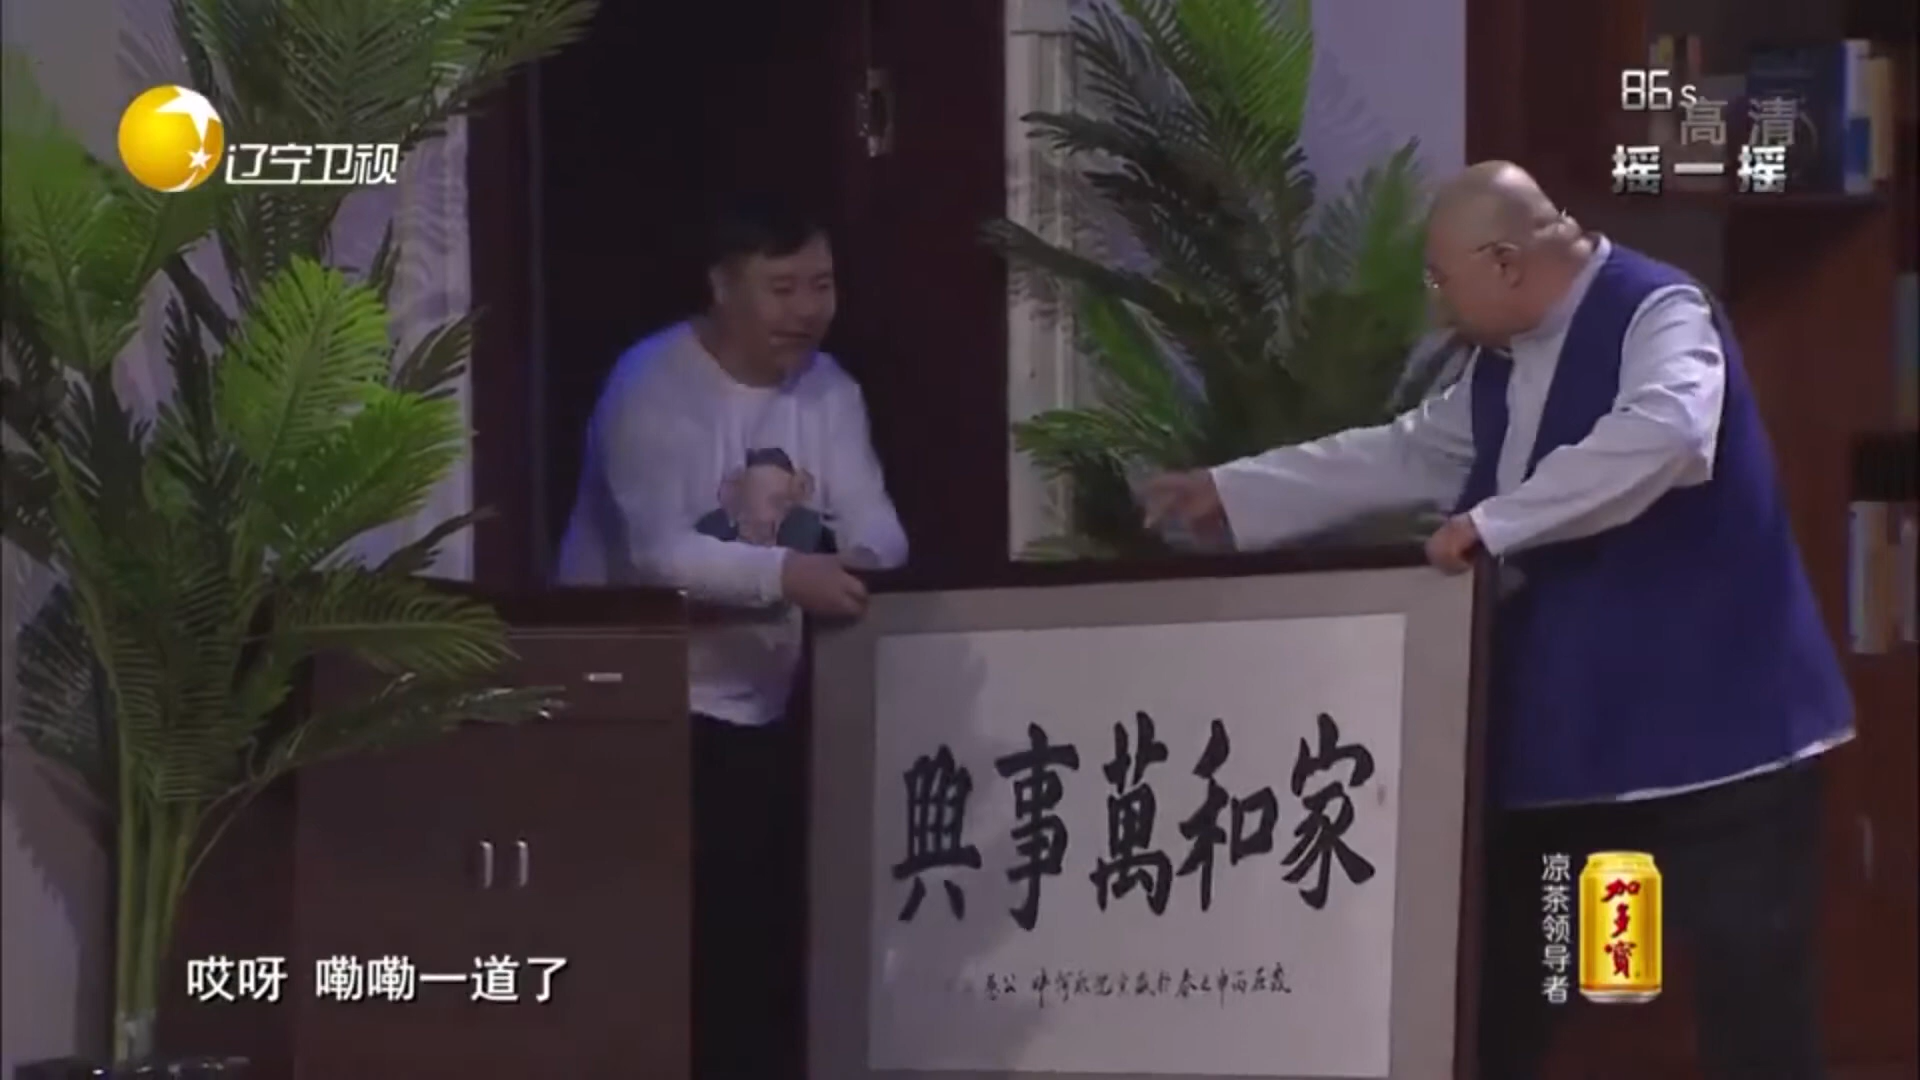 辽宁卫视
86s
高清
摇一摇
興事萬和家
凉茶领导者
加多寶
哎呀 嘞嘞一道了